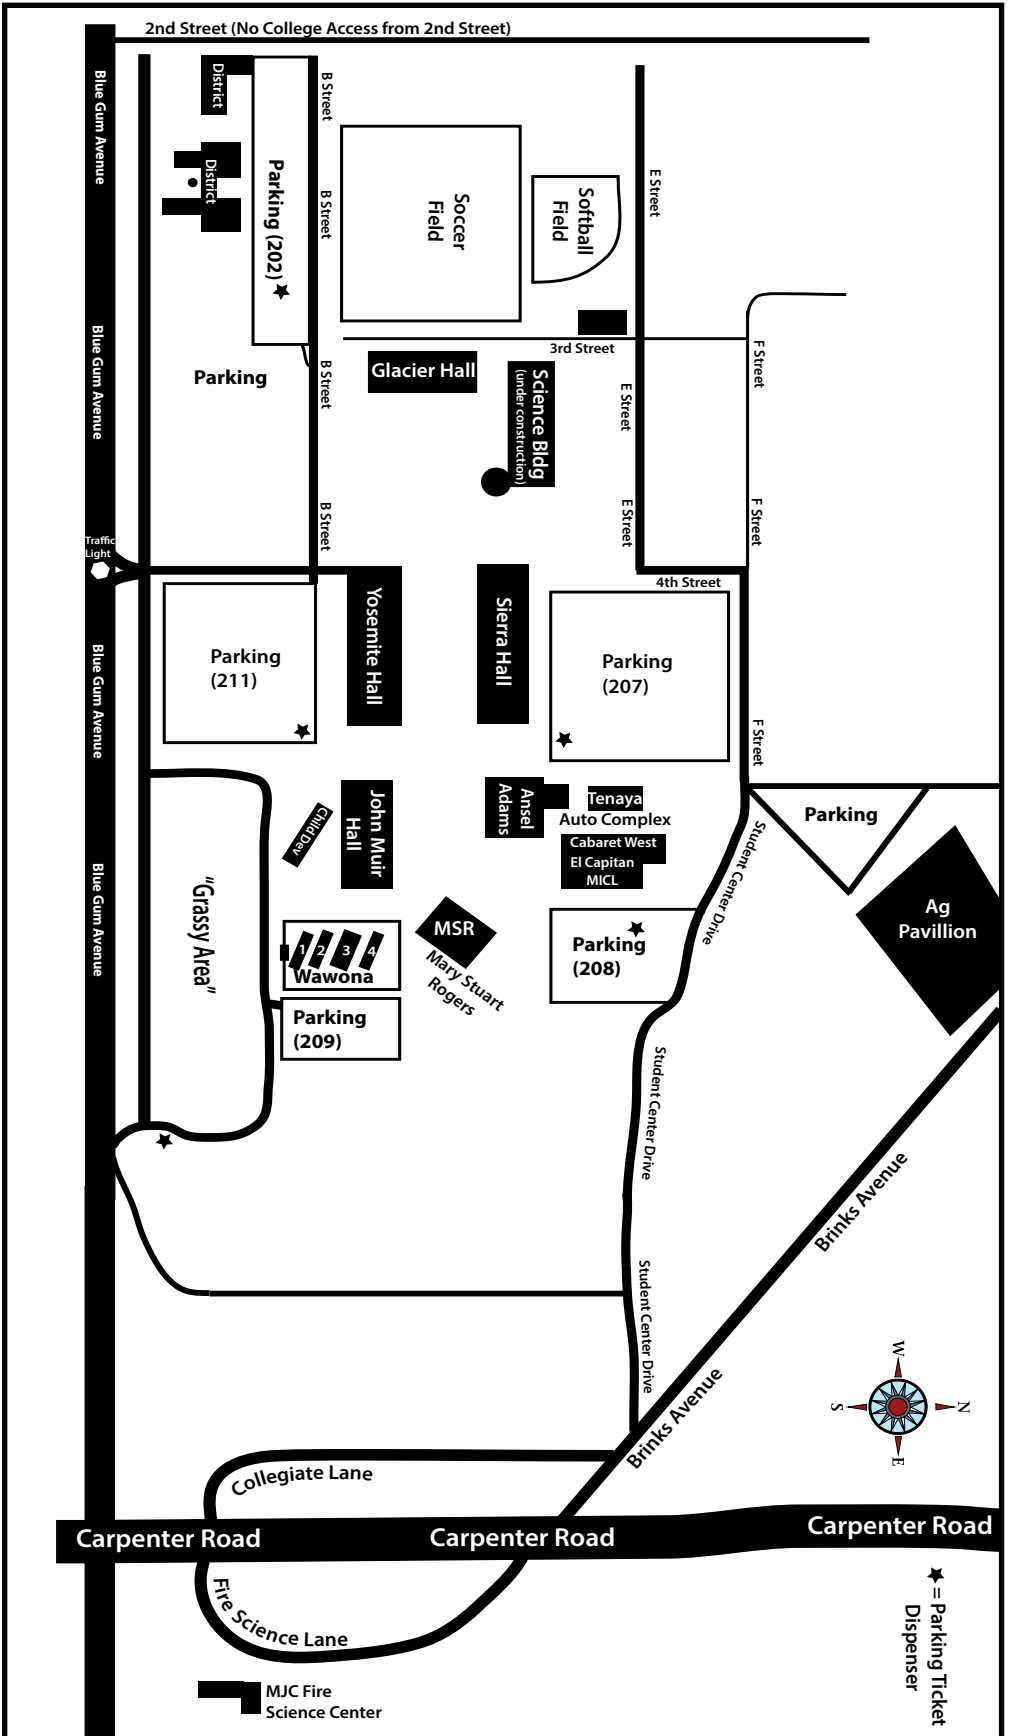 2nd Street (No College Access from 2nd Street)
Blue Gum Avenue
District
B Street
Parking (202)
District
B Street
Soccer
Field
Softball
Field
E Street
3rd Street
Blue Gum Avenue
Parking
B Street
Glacier Hall
Science Bldg
(under construction)
E Street
F Street
B Street
E Street
F Street
Traffic
Light
4th Street
Blue Gum Avenue
Parking
(211)
Yosemite Hall
Sierra Hall
Parking
(207)
F Street
Child Dev
John Muir
Hall
Ansel
Adams
Tenaya
Auto Complex
Cabaret West
El Capitan
MICL
Student Center Drive
Parking
Blue Gum Avenue
"Grassy Area"
1
2
3
4
Wawona
MSR
Mary Stuart
Rogers
Parking
(208)
Ag
Pavillion
Parking
(209)
Student Center Drive
Brinks Avenue
Student Center Drive
W
N
S
E
Brinks Avenue
Collegiate Lane
Carpenter Road
Carpenter Road
Carpenter Road
Fire Science Lane
= Parking Ticket
Dispenser
MJC Fire
Science Center